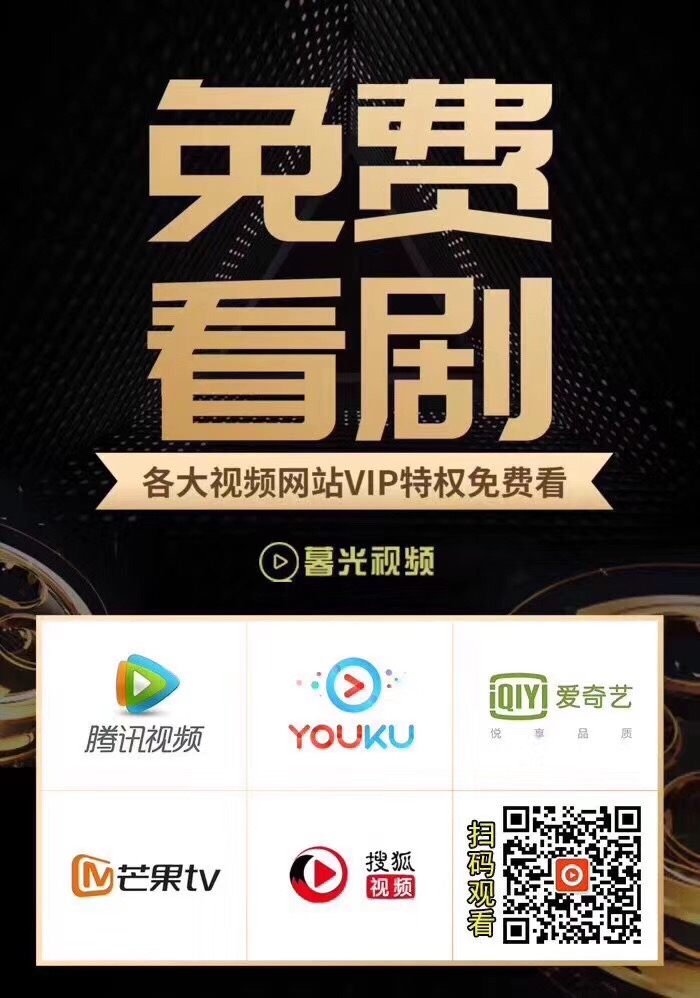 免费
看剧
各大视频网站VIP特权免费看
暮光视频
腾讯视频
YOUKU
iQIYI 爱奇艺
悦享品质
芒果tv
搜狐
视频
扫码观看